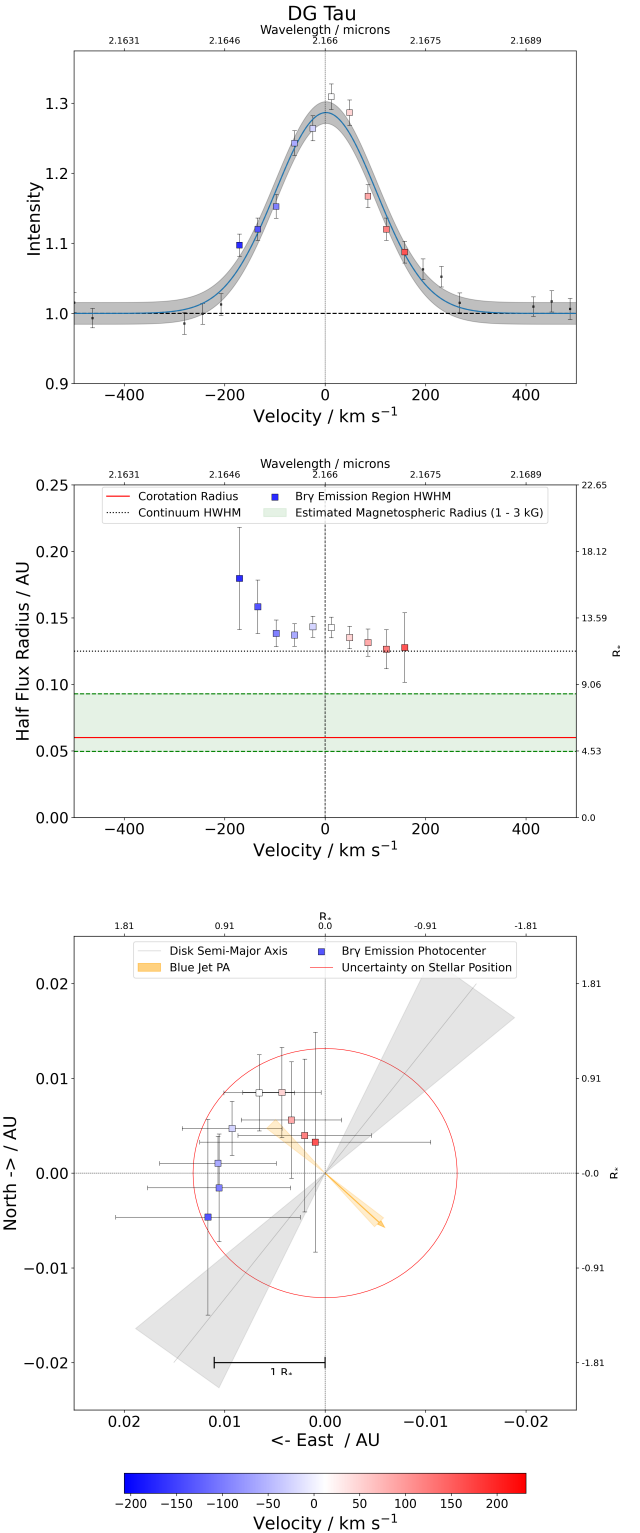 DG Tau
Wavelength / microns
2.1631 2.1646 2.166 2.1675 2.1689
1.3
1.2
1.1
1.0
0.9
Intensity
−400 −200 0 200 400
Velocity / km s⁻¹
Wavelength / microns
2.1631 2.1646 2.166 2.1675 2.1689
Corotation Radius
Continuum HWHM
Brγ Emission Region HWHM
Estimated Magnetospheric Radius (1 - 3 kG)
0.25
0.20
0.15
0.10
0.05
0.00
Half Flux Radius / AU
22.65
18.12
13.59
9.06
4.53
0.0
R*
−400 −200 0 200 400
Velocity / km s⁻¹
R*
1.81 0.91 0.0 -0.91 -1.81
Disk Semi-Major Axis
Blue Jet PA
Brγ Emission Photocenter
Uncertainty on Stellar Position
0.02
0.01
0.00
−0.01
−0.02
North -> / AU
1.81
0.91
-0.0
-0.91
-1.81
R*
1 R*
0.02 0.01 0.00 −0.01 −0.02
<- East / AU
−200 −150 −100 −50 0 50 100 150 200
Velocity / km s⁻¹